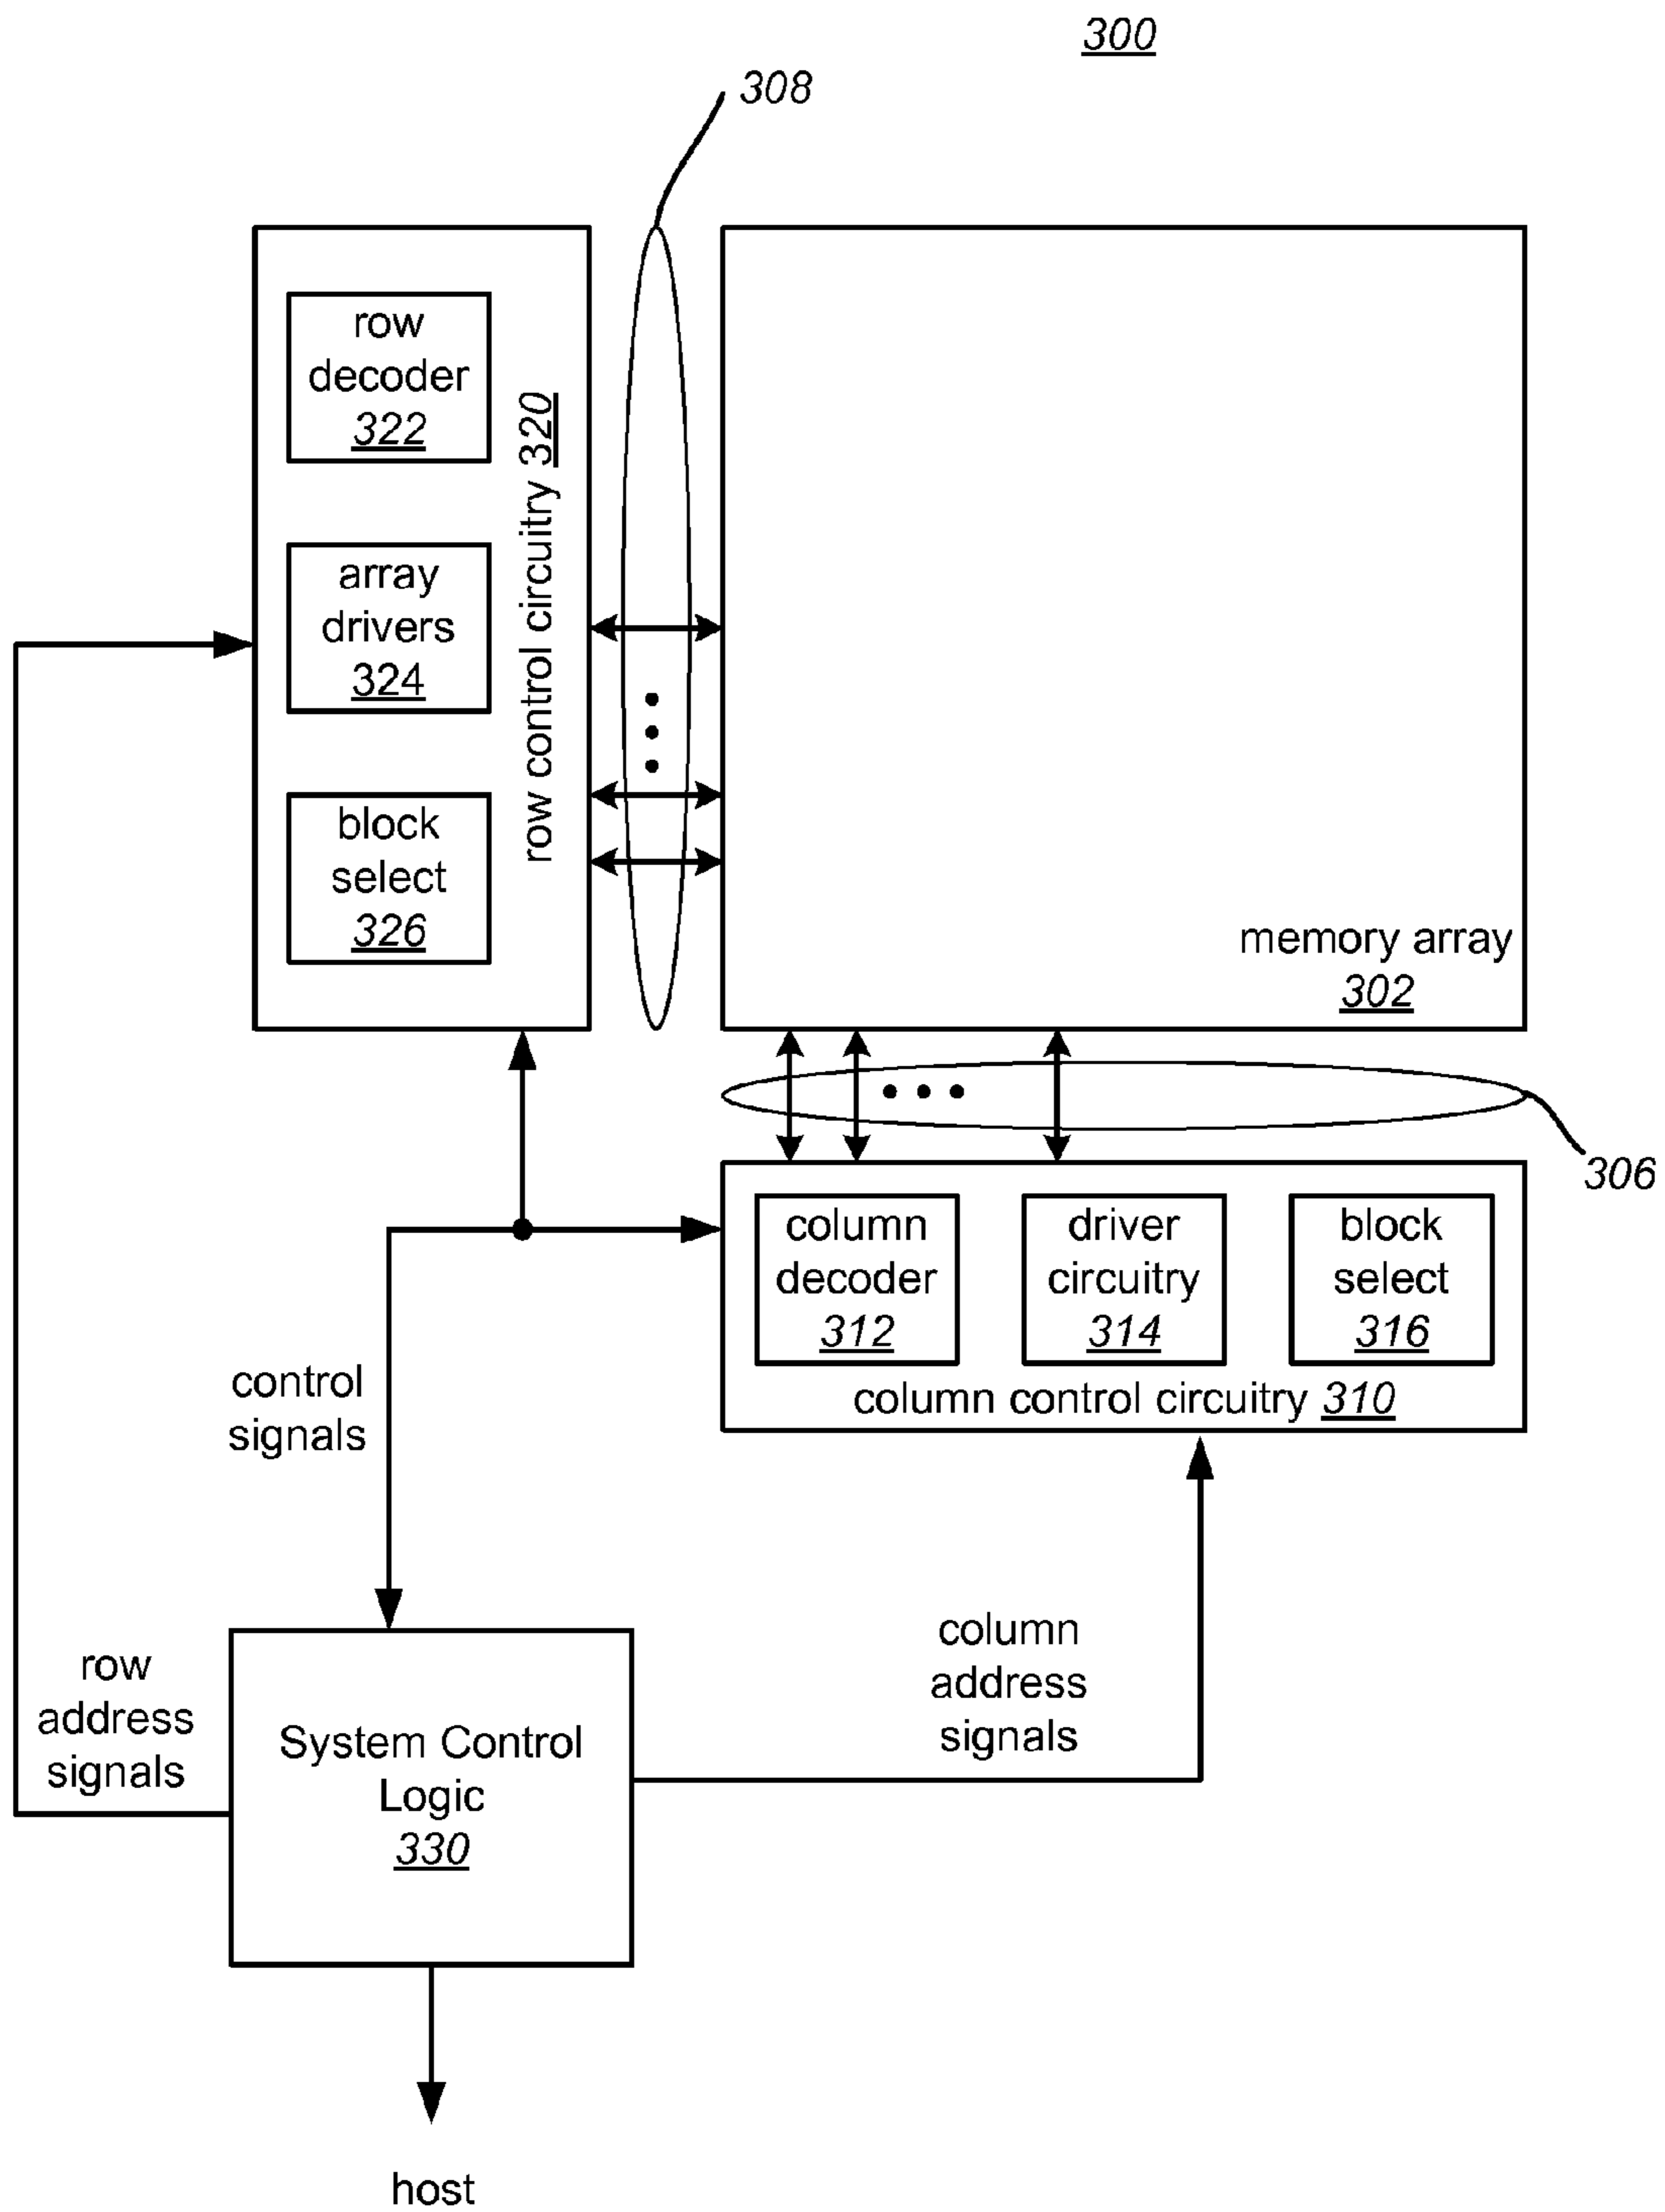 300
308
row
decoder
322
array
drivers
324
block
select
326
row control circuitry 320
memory array
302
306
column
decoder
312
driver
circuitry
314
block
select
316
column control circuitry 310
control
signals
row
address
signals
System Control
Logic
330
column
address
signals
host